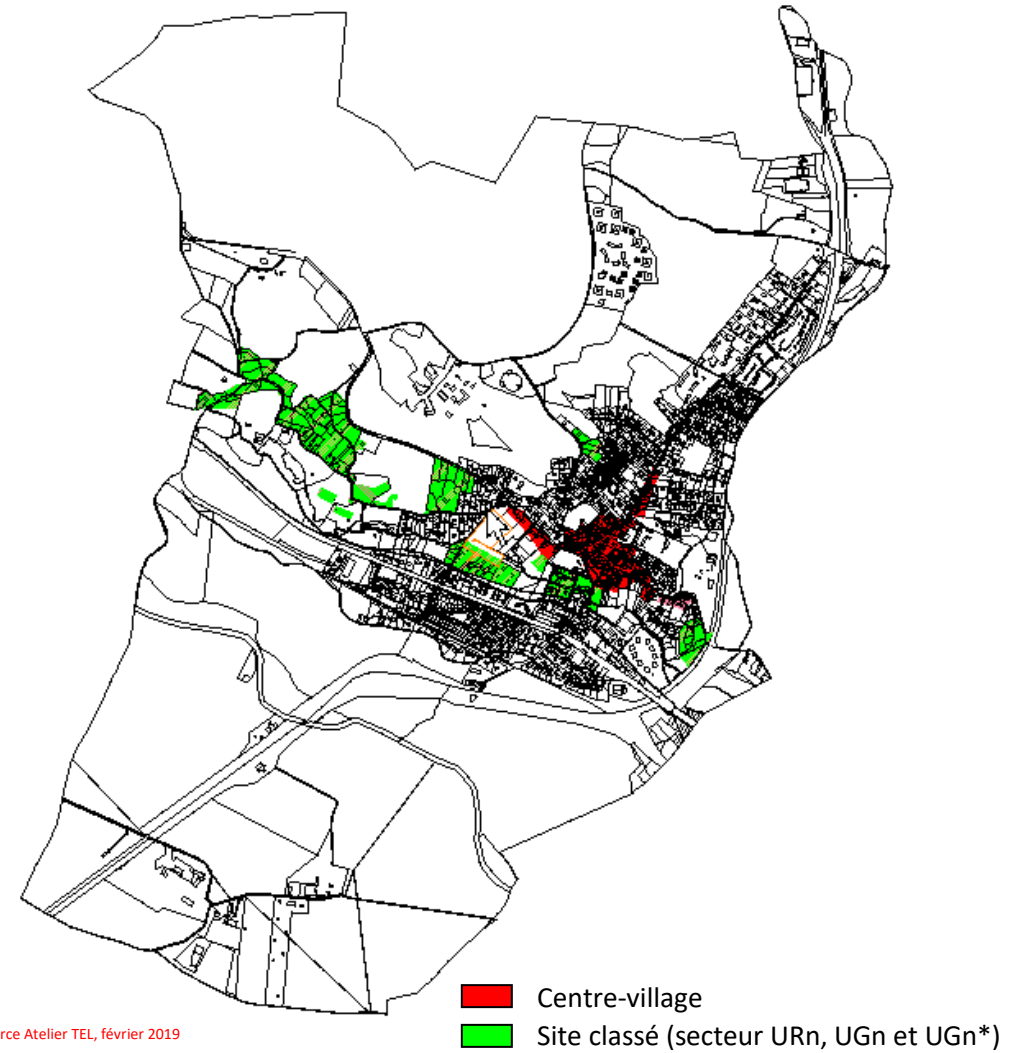 Centre-village
rce Atelier TEL, février 2019
Site classé (secteur URn, UGn et UGn*)